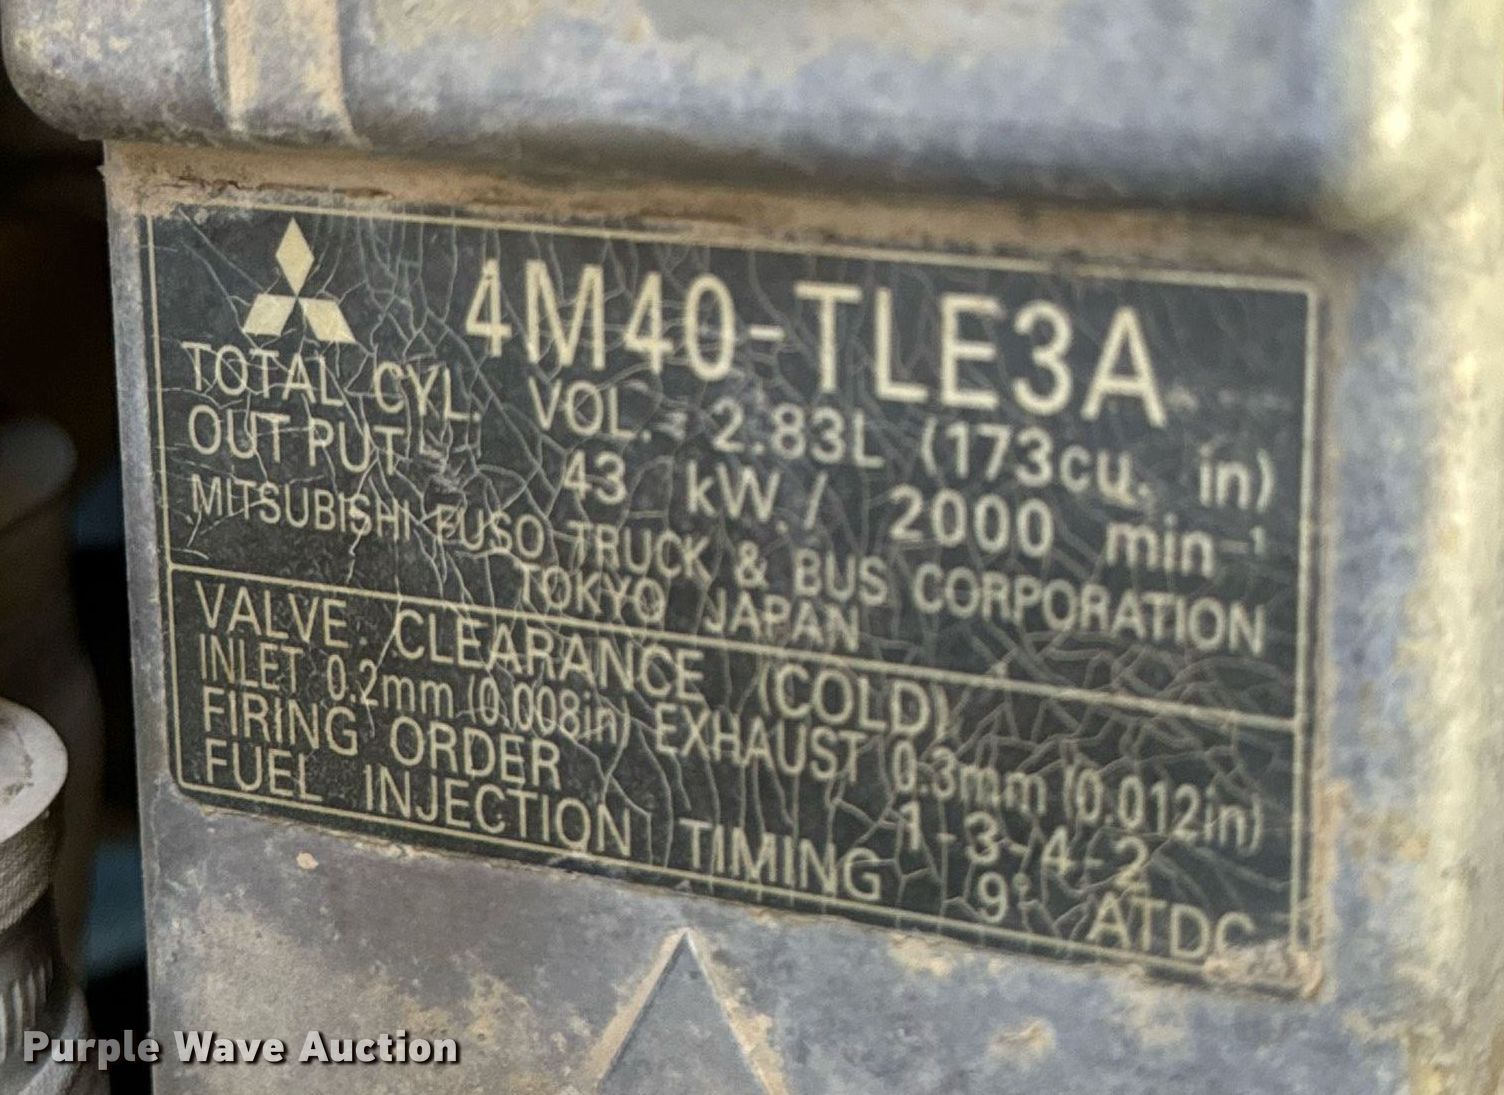 4M40-TLE3A
TOTAL CYL. VOL. 2.83L (173cu. in)
OUTPUT 43 kW./ 2000 min⁻¹
MITSUBISHI FUSO TRUCK & BUS CORPORATION
TOKYO JAPAN
VALVE CLEARANCE (COLD)
INLET 0.2mm (0.008in) EXHAUST 0.3mm (0.012in)
FIRING ORDER 1-3-4-2
FUEL INJECTION TIMING 9° ATDC
Purple Wave Auction